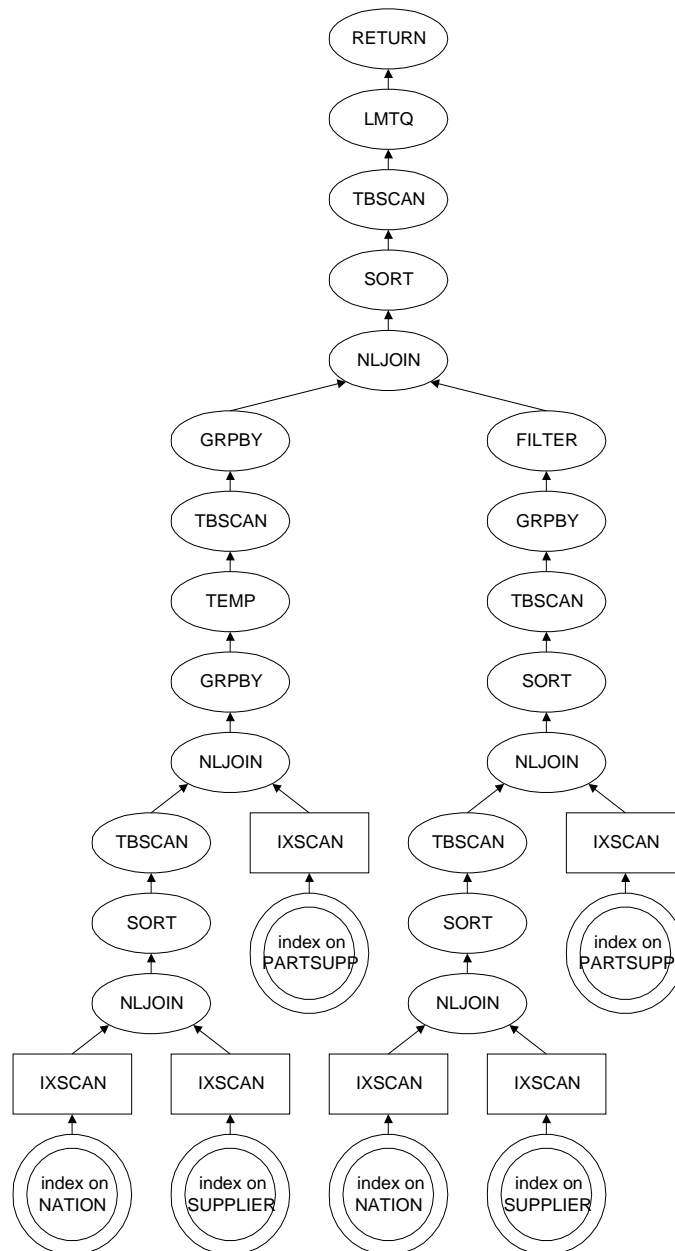 RETURN
LMTQ
TBSCAN
SORT
NLJOIN
GRPBY
FILTER
TBSCAN
GRPBY
TEMP
TBSCAN
GRPBY
SORT
NLJOIN
NLJOIN
TBSCAN
IXSCAN
TBSCAN
IXSCAN
SORT
index on
PARTSUPP
SORT
index on
PARTSUPP
NLJOIN
NLJOIN
IXSCAN
IXSCAN
IXSCAN
IXSCAN
index on
NATION
index on
SUPPLIER
index on
NATION
index on
SUPPLIER